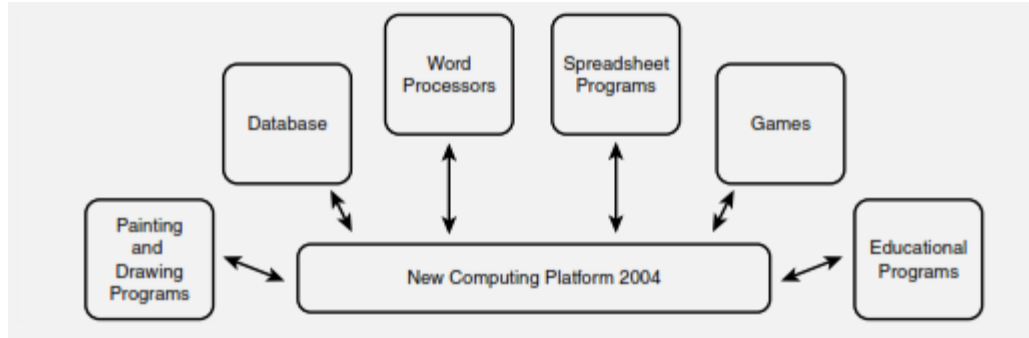 Word
Processors
Spreadsheet
Programs
Database
Games
Painting
and
Drawing
Programs
New Computing Platform 2004
Educational
Programs